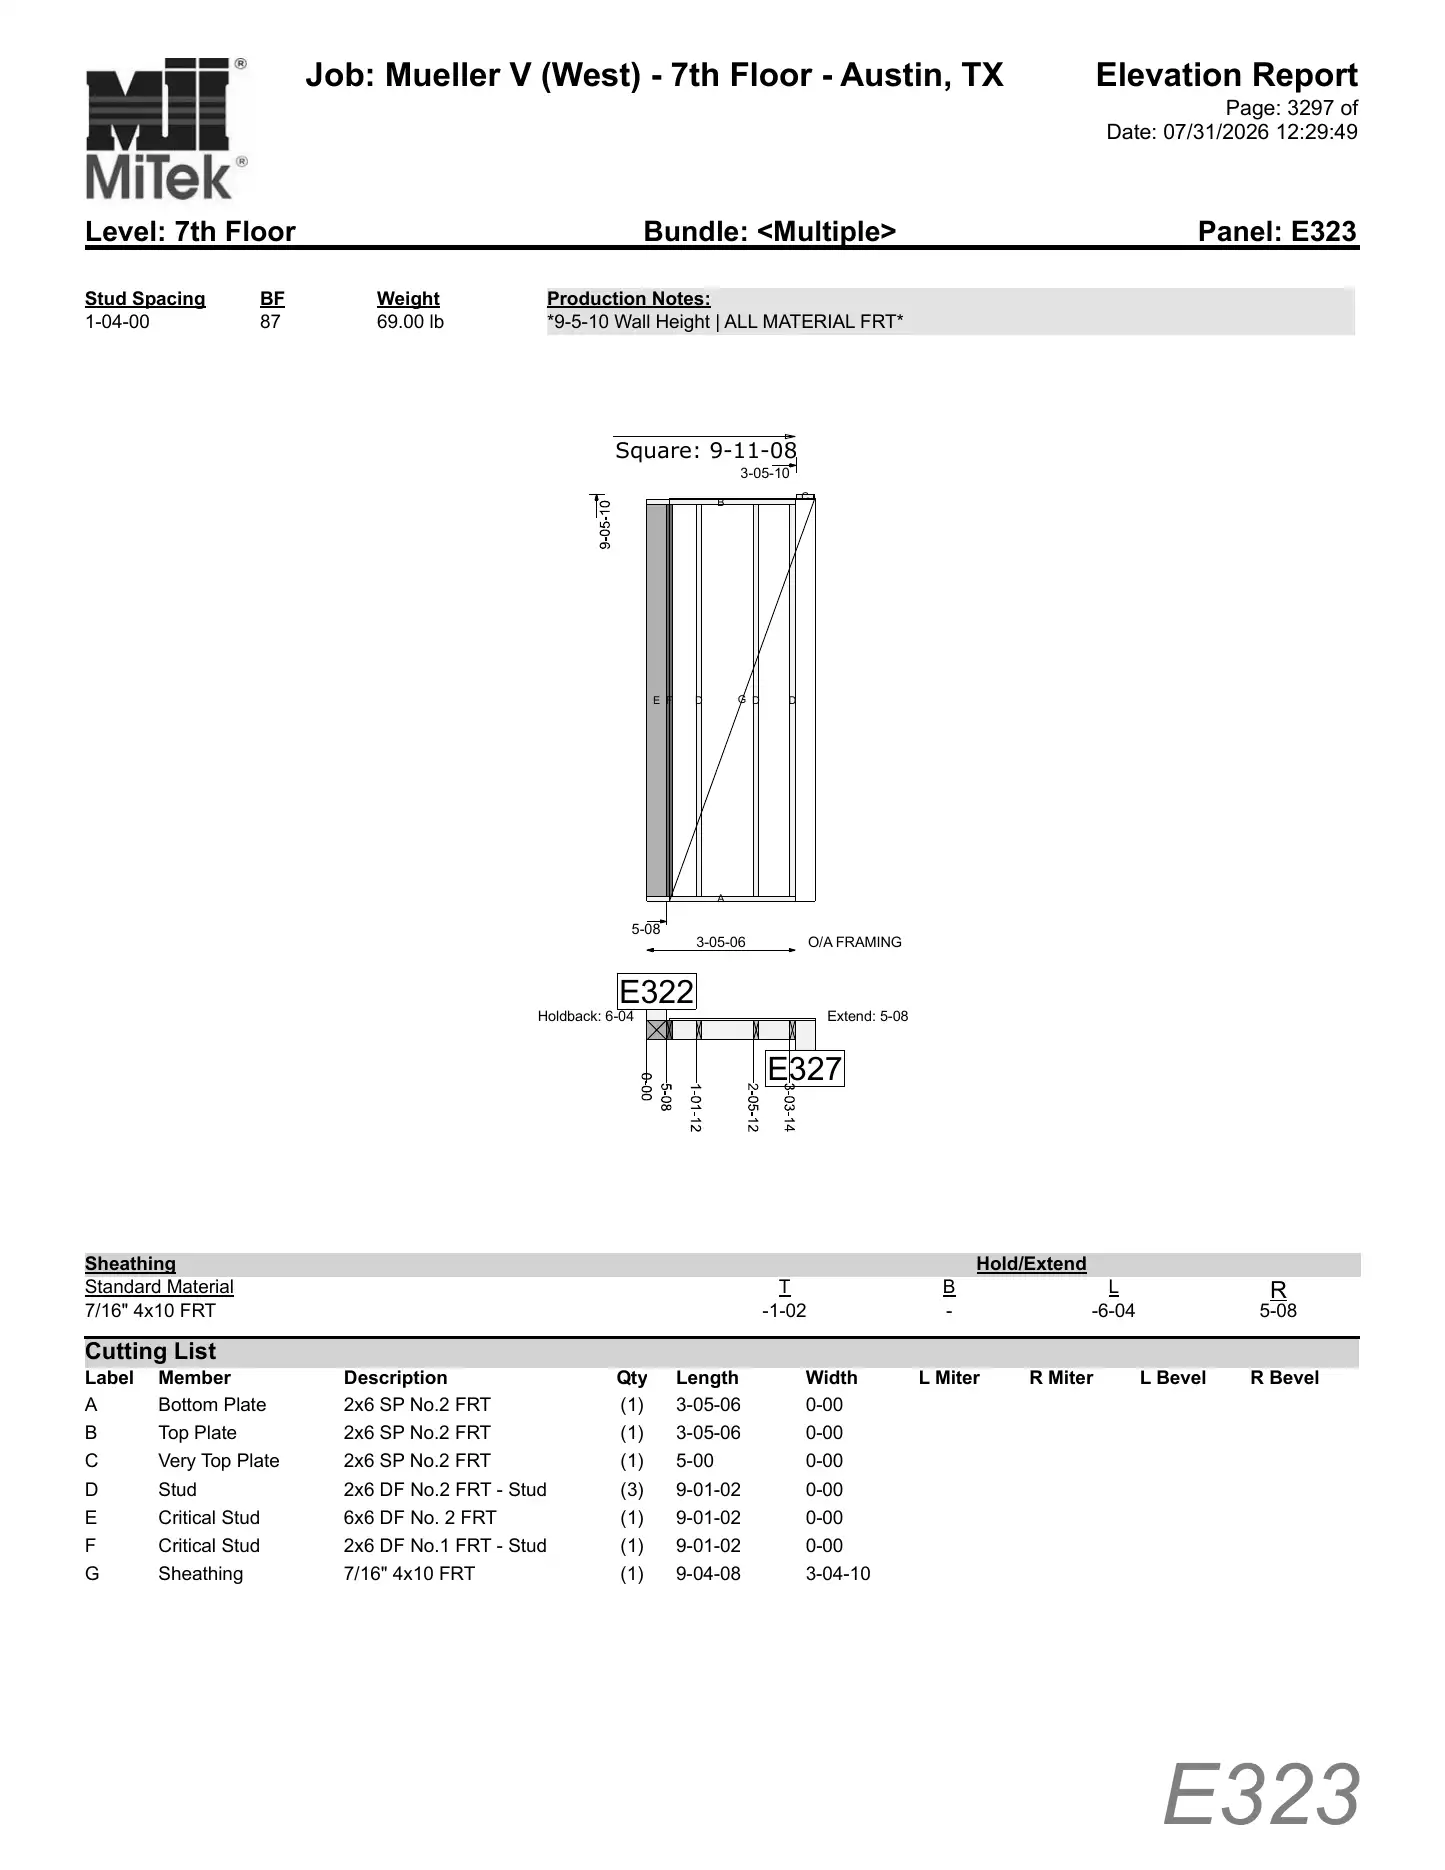 MiTek®
Job: Mueller V (West) - 7th Floor - Austin, TX
Elevation Report
Page: 3297 of
Date: 07/31/2026 12:29:49
Level: 7th Floor Bundle: <Multiple> Panel: E323
Stud Spacing BF Weight Production Notes:
1-04-00 87 69.00 lb *9-5-10 Wall Height | ALL MATERIAL FRT*
Square: 9-11-08
3-05-10
C
B
9-05-10
E F D G D D
A
5-08
3-05-06 O/A FRAMING
E322
Holdback: 6-04 Extend: 5-08
E327
0-00 5-08 1-01-12 2-05-12 3-03-14
Sheathing Hold/Extend
Standard Material T B L R
7/16" 4x10 FRT -1-02 - -6-04 5-08
Cutting List
Label Member Description Qty Length Width L Miter R Miter L Bevel R Bevel
A Bottom Plate 2x6 SP No.2 FRT (1) 3-05-06 0-00
B Top Plate 2x6 SP No.2 FRT (1) 3-05-06 0-00
C Very Top Plate 2x6 SP No.2 FRT (1) 5-00 0-00
D Stud 2x6 DF No.2 FRT - Stud (3) 9-01-02 0-00
E Critical Stud 6x6 DF No. 2 FRT (1) 9-01-02 0-00
F Critical Stud 2x6 DF No.1 FRT - Stud (1) 9-01-02 0-00
G Sheathing 7/16" 4x10 FRT (1) 9-04-08 3-04-10
E323